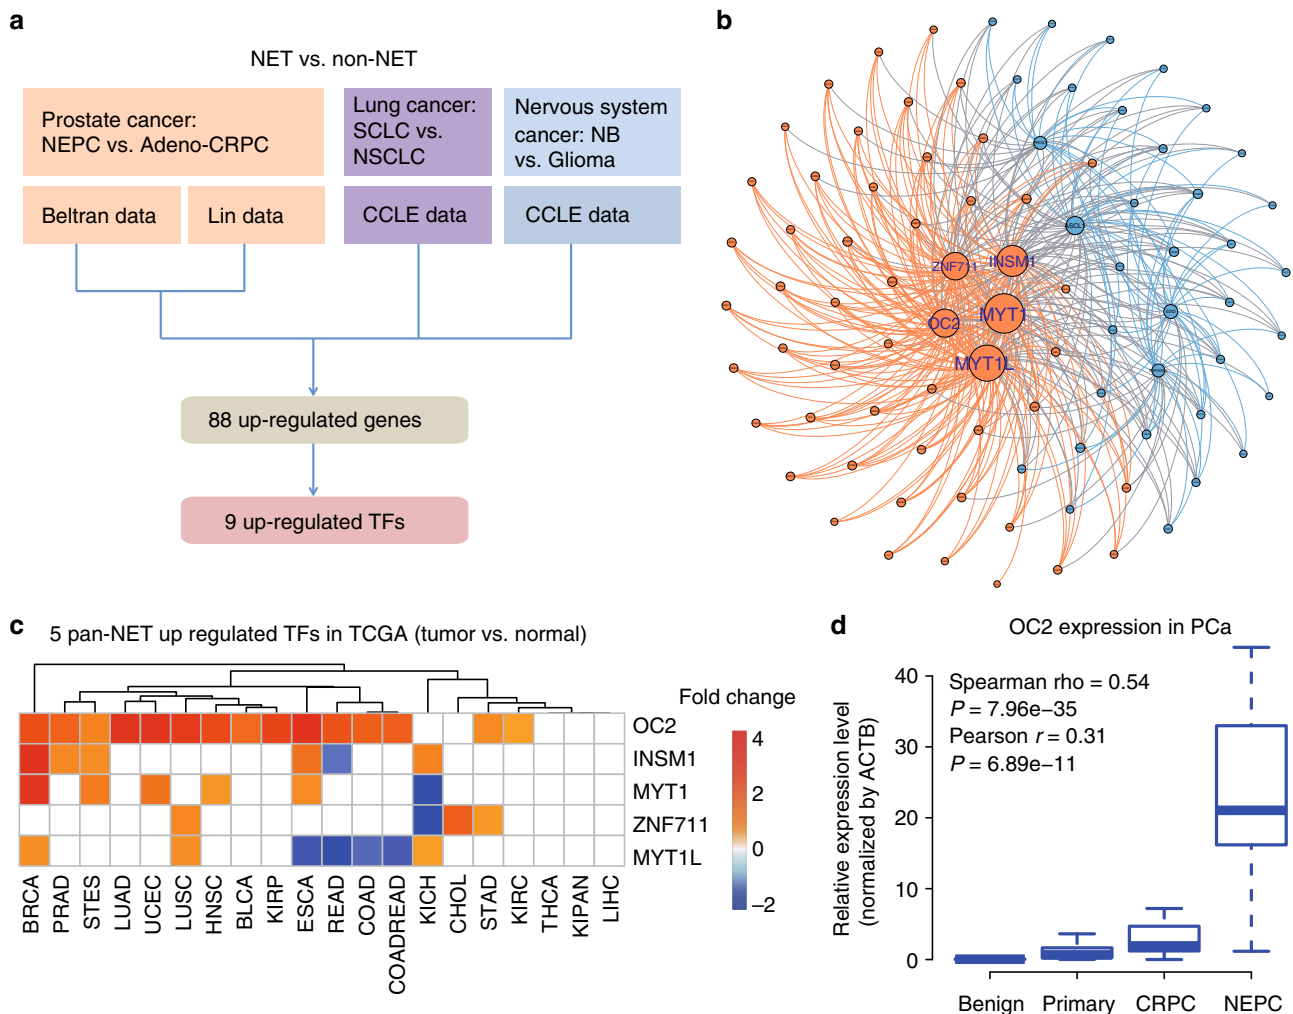 a
NET vs. non-NET
Prostate cancer:
NEPC vs. Adeno-CRPC
Lung cancer:
SCLC vs.
NSCLC
Nervous system
cancer: NB
vs. Glioma
Beltran data
Lin data
CCLE data
CCLE data
88 up-regulated genes
9 up-regulated TFs
b
ASCL1
ZNF711
INSM1
OC2
MYT1
MYT1L
c
5 pan-NET up regulated TFs in TCGA (tumor vs. normal)
OC2
INSM1
MYT1
ZNF711
MYT1L
BRCA
PRAD
STES
LUAD
UCEC
LUSC
HNSC
BLCA
KIRP
ESCA
READ
COAD
COADREAD
KICH
CHOL
STAD
KIRC
THCA
KIPAN
LIHC
Fold change
4
2
0
−2
d
OC2 expression in PCa
Spearman rho = 0.54
P = 7.96e−35
Pearson r = 0.31
P = 6.89e−11
Relative expression level
(normalized by ACTB)
40
30
20
10
0
Benign
Primary
CRPC
NEPC